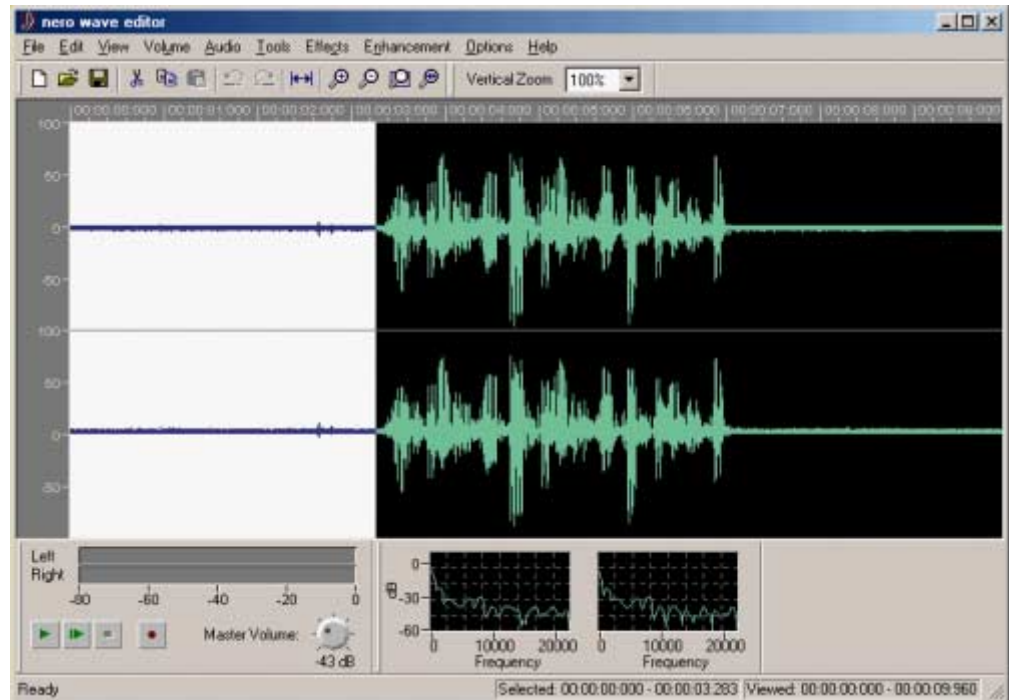 nero wave editor
File Edit View Volume Audio Tools Effects Enhancement Options Help
Vertical Zoom 100%
00:00:00:000 00:00:01:000 00:00:02:000 00:00:03:000 00:00:04:000 00:00:05:000 00:00:06:000 00:00:07:000 00:00:08:000 00:00:09:000
100
50
0
-50
-100
50
0
-50
Left
Right
-80 -60 -40 -20 0
Master Volume:
-43 dB
0
dB
-30
-60
0 10000 20000
Frequency
0 10000 20000
Frequency
Ready Selected: 00:00:00:000 - 00:00:03:283 Viewed: 00:00:00:000 - 00:00:09:960